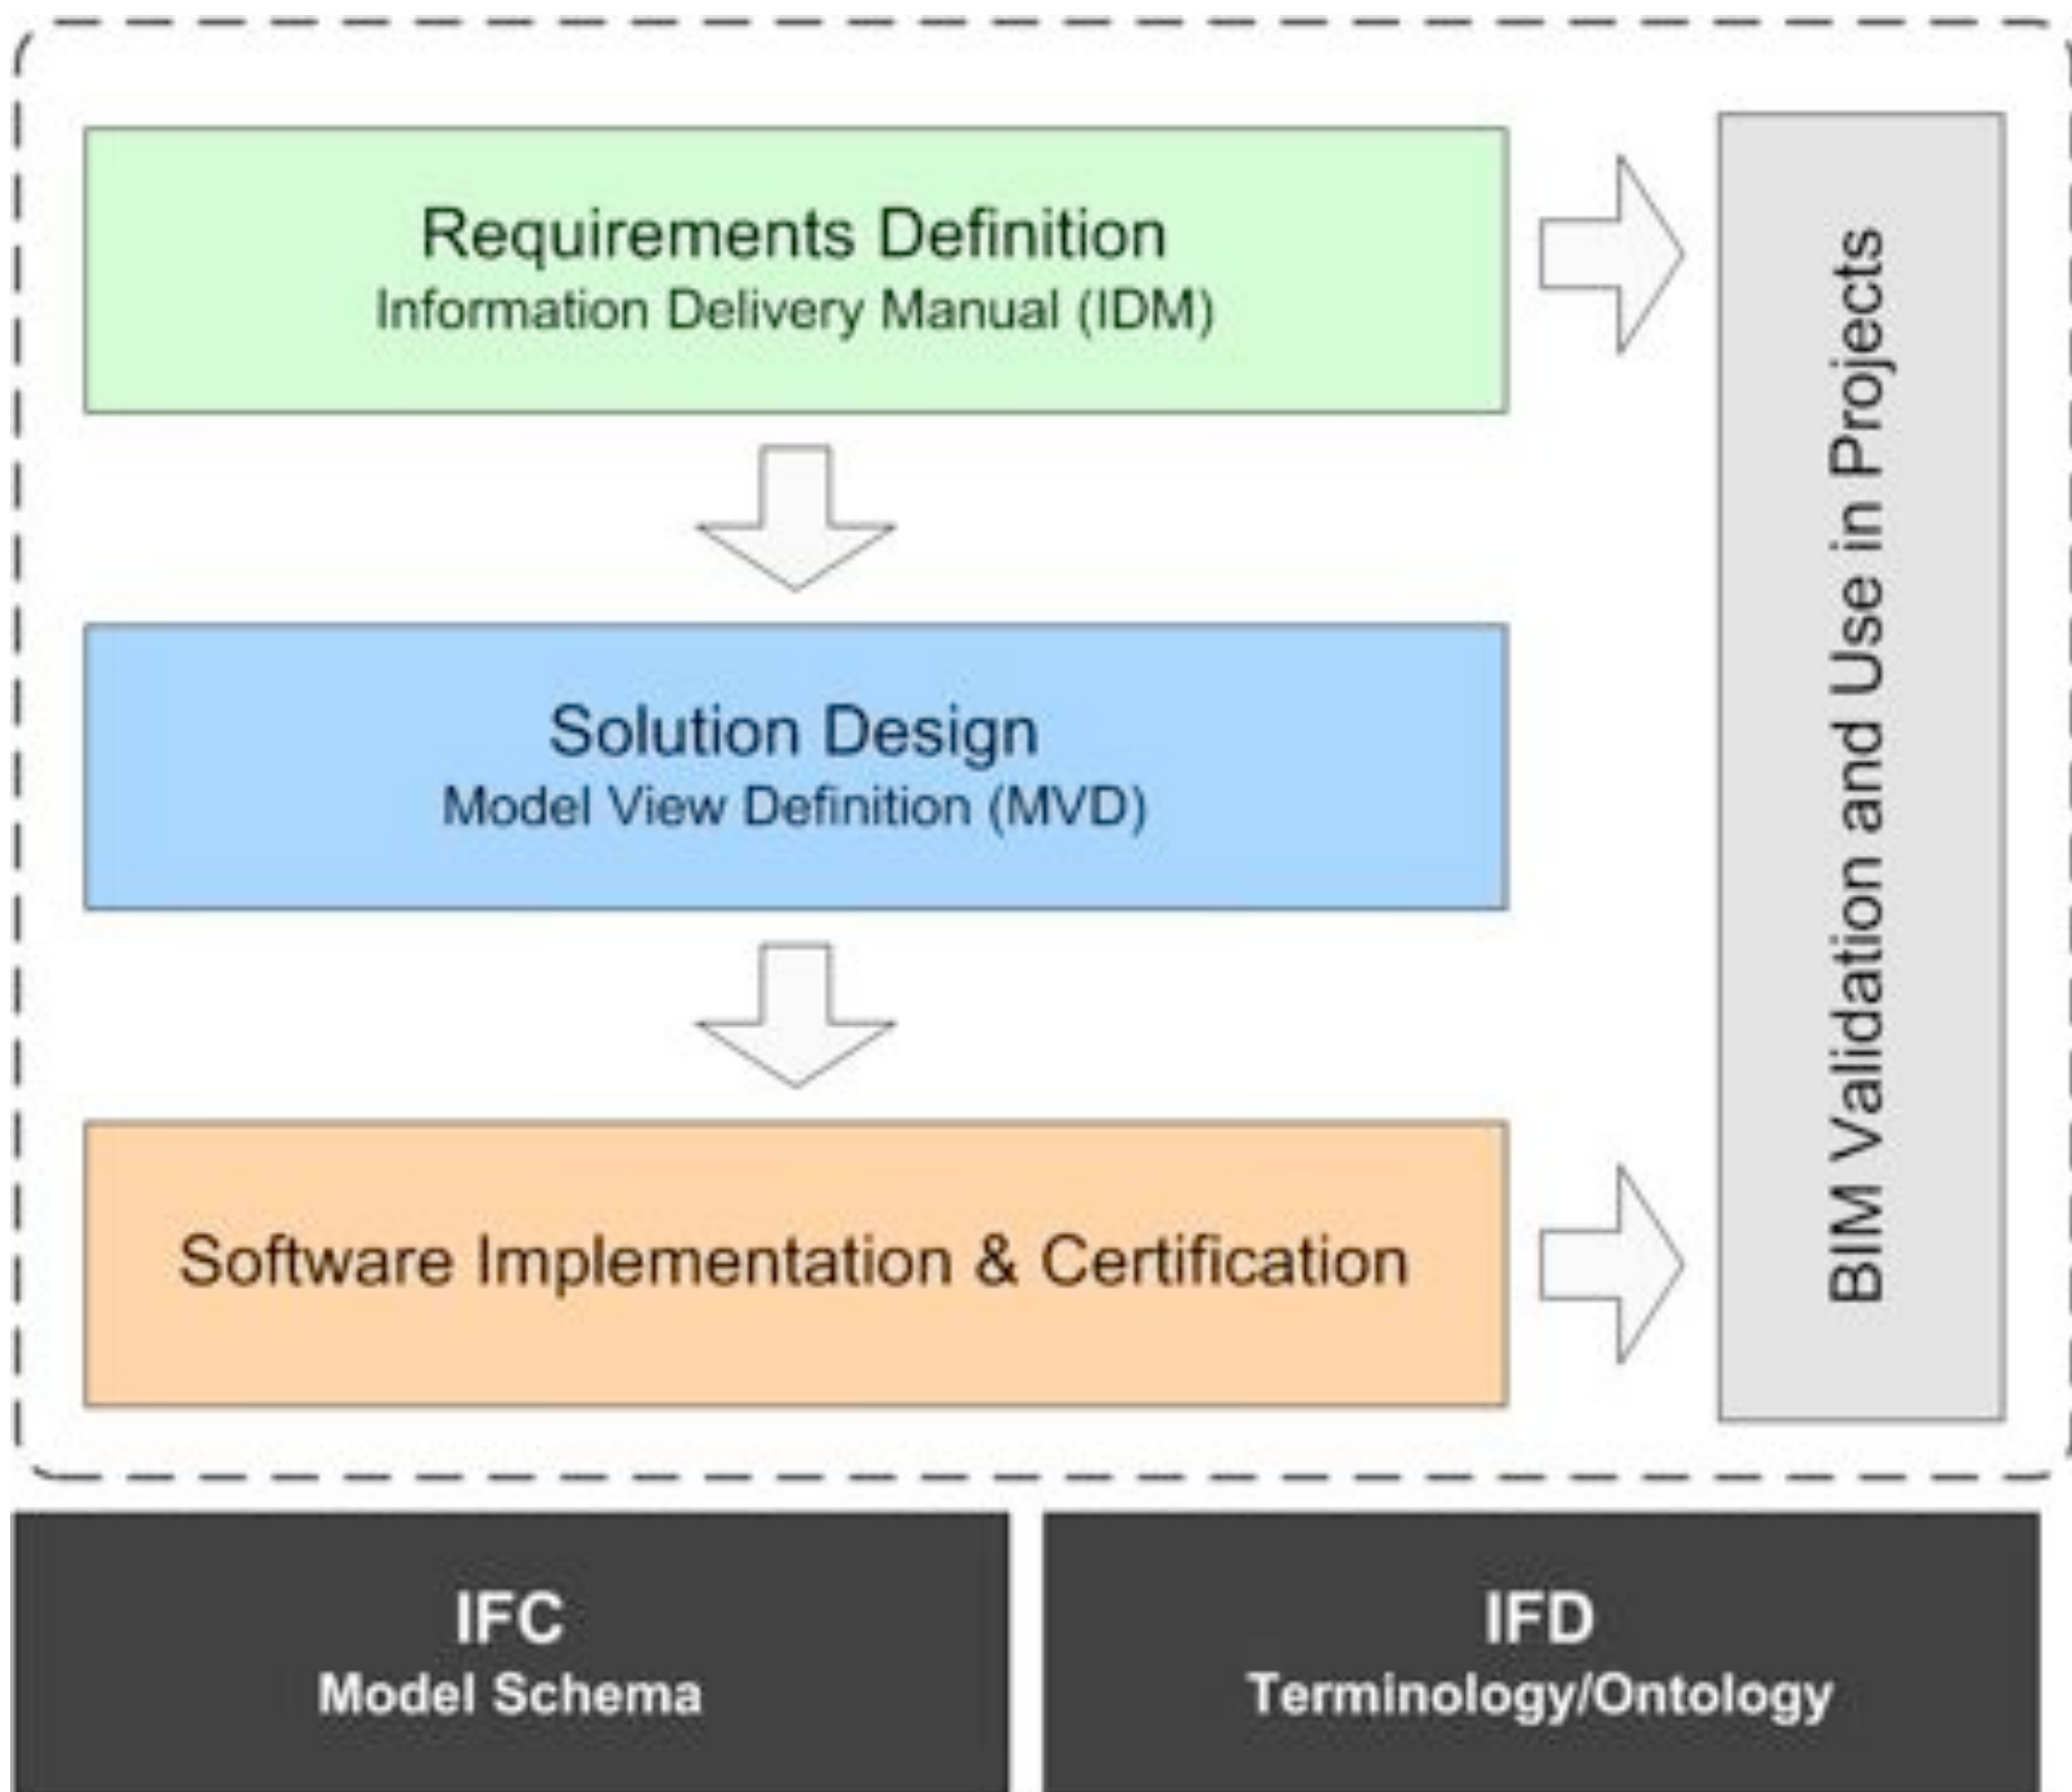 Requirements Definition
Information Delivery Manual (IDM)
Solution Design
Model View Definition (MVD)
Software Implementation & Certification
BIM Validation and Use in Projects
IFC
Model Schema
IFD
Terminology/Ontology